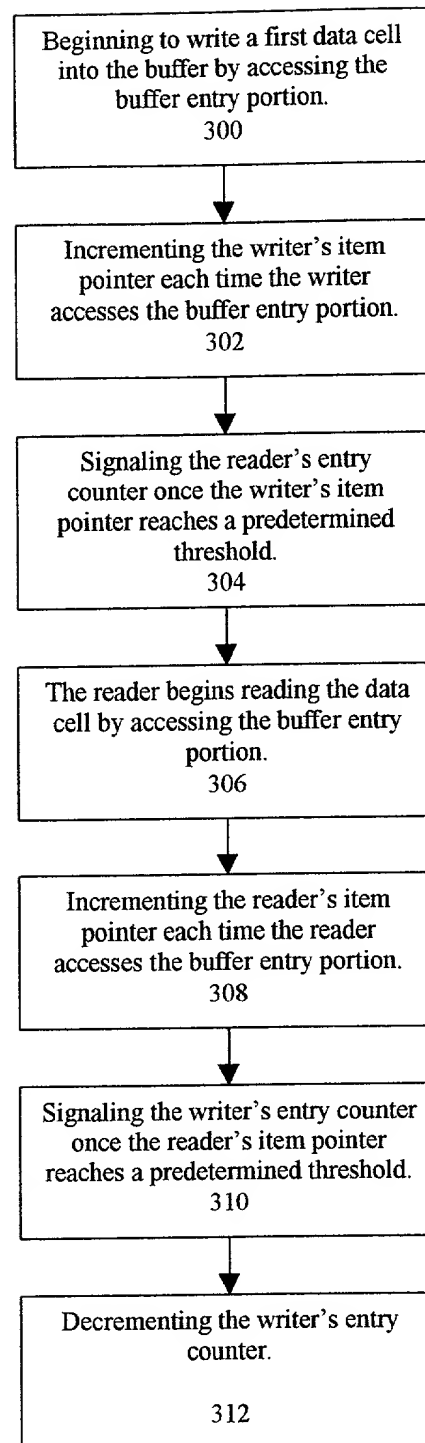 Beginning to write a first data cell
into the buffer by accessing the
buffer entry portion.
300
Incrementing the writer's item
pointer each time the writer
accesses the buffer entry portion.
302
Signaling the reader's entry
counter once the writer's item
pointer reaches a predetermined
threshold.
304
The reader begins reading the data
cell by accessing the buffer entry
portion.
306
Incrementing the reader's item
pointer each time the reader
accesses the buffer entry portion.
308
Signaling the writer's entry counter
once the reader's item pointer
reaches a predetermined threshold.
310
Decrementing the writer's entry
counter.
312